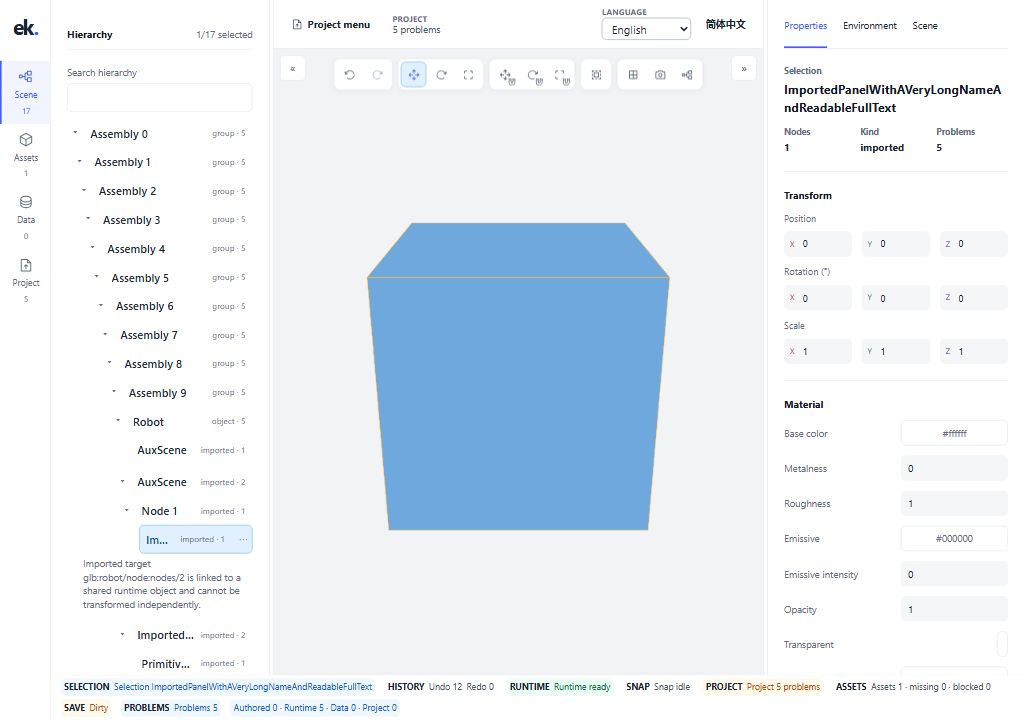 ek.
Scene
17
Assets
1
Data
0
Project
5
Hierarchy 1/17 selected
Search hierarchy
Assembly 0 group · 5
Assembly 1 group · 5
Assembly 2 group · 5
Assembly 3 group · 5
Assembly 4 group · 5
Assembly 5 group · 5
Assembly 6 group · 5
Assembly 7 group · 5
Assembly 8 group · 5
Assembly 9 group · 5
Robot object · 5
AuxScene imported · 1
AuxScene imported · 2
Node 1 imported · 1
Im... imported · 1 ...
Imported target
glb:robot/node:nodes/2 is linked to a
shared runtime object and cannot be
transformed independently.
Imported... imported · 2
Primitiv... imported · 1
Project menu
PROJECT
5 problems
LANGUAGE
English
简体中文
«
»
Properties Environment Scene
Selection
ImportedPanelWithAVeryLongNameA
ndReadableFullText
Nodes Kind Problems
1 imported 5
Transform
Position
X 0 Y 0 Z 0
Rotation (°)
X 0 Y 0 Z 0
Scale
X 1 Y 1 Z 1
Material
Base color #ffffff
Metalness 0
Roughness 1
Emissive #000000
Emissive intensity 0
Opacity 1
Transparent
SELECTION Selection ImportedPanelWithAVeryLongNameAndReadableFullText HISTORY Undo 12 Redo 0 RUNTIME Runtime ready SNAP Snap idle PROJECT Project 5 problems ASSETS Assets 1 · missing 0 · blocked 0
SAVE Dirty PROBLEMS Problems 5 Authored 0 · Runtime 5 · Data 0 · Project 0